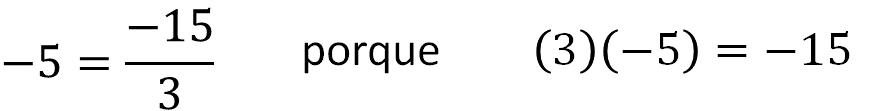 −5 = −15/3 porque (3)(−5) = −15